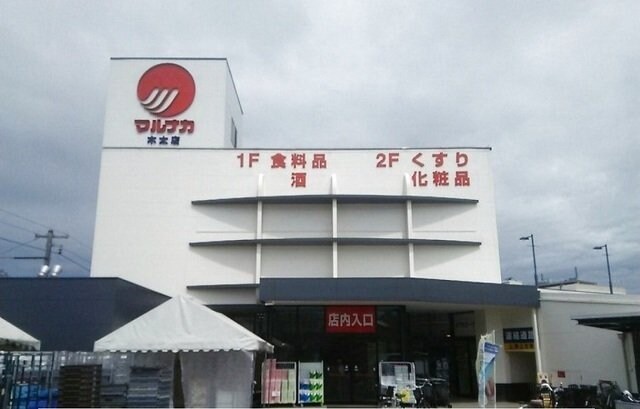 マルナカ
木太店
1F 食料品
酒
2F くすり
化粧品
店内入口